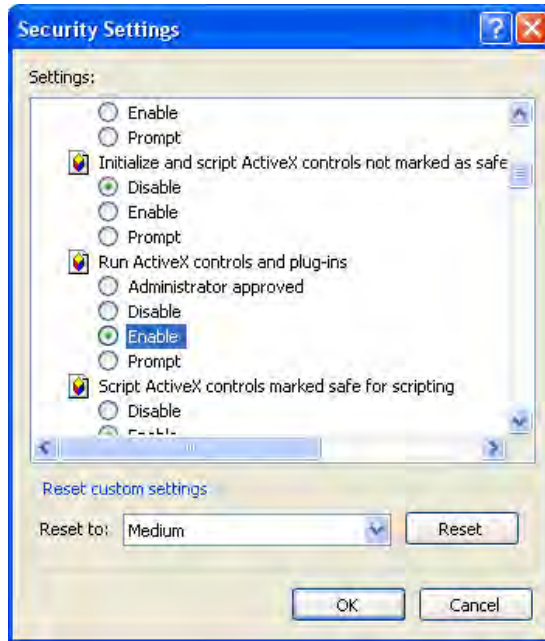 Security Settings
Settings:
Enable
Prompt
Initialize and script ActiveX controls not marked as safe
Disable
Enable
Prompt
Run ActiveX controls and plug-ins
Administrator approved
Disable
Enable
Prompt
Script ActiveX controls marked safe for scripting
Disable
Enable
Reset custom settings
Reset to:
Medium
Reset
OK
Cancel